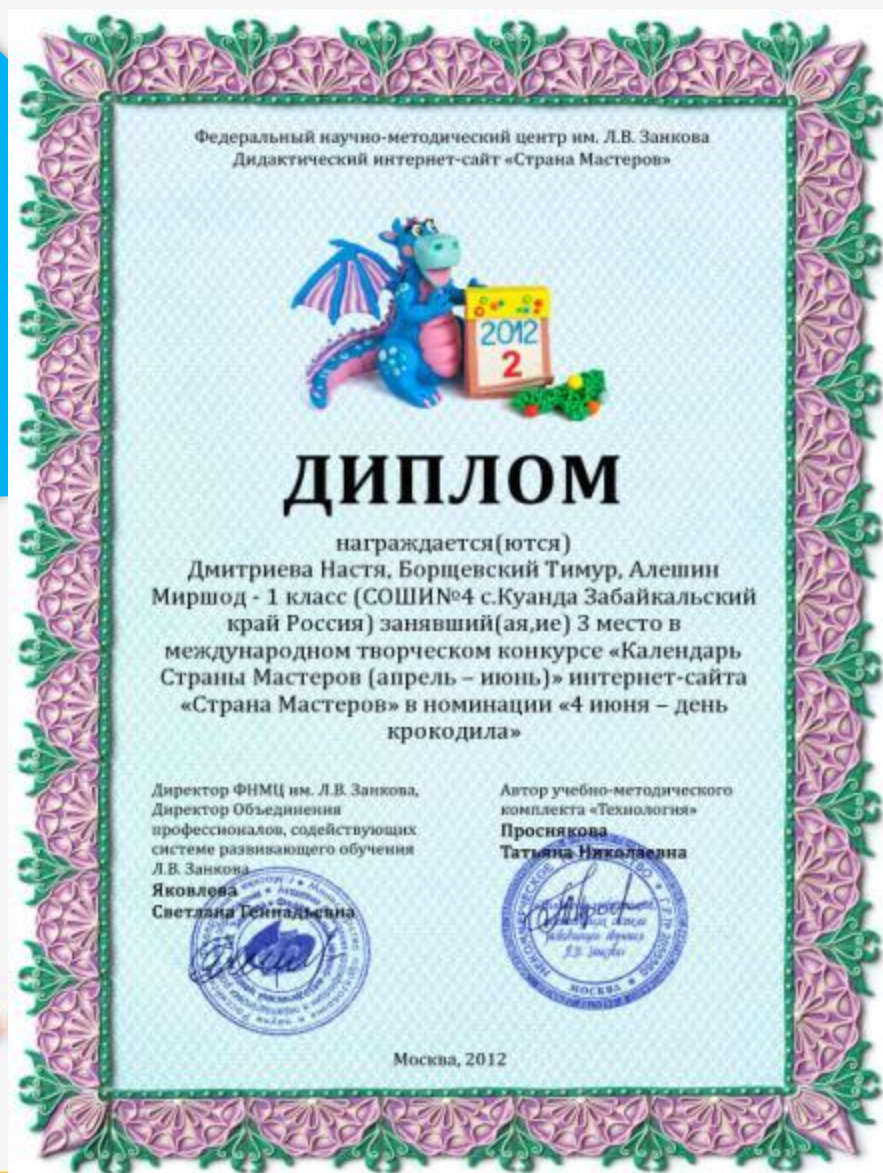 Федеральный научно-методический центр им. Л.В. Занкова
Дидактический интернет-сайт «Страна Мастеров»
2012
2
ДИПЛОМ
награждается(ются)
Дмитриева Настя, Борщевский Тимур, Алешин
Миршод - 1 класс (СОШИ№4 с.Куанда Забайкальский
край Россия) занявший(ая,ие) 3 место в
международном творческом конкурсе «Календарь
Страны Мастеров (апрель – июнь)» интернет-сайта
«Страна Мастеров» в номинации «4 июня – день
крокодила»
Директор ФНМЦ им. Л.В. Занкова,
Директор Объединения
профессионалов, содействующих
системе развивающего обучения
Л.В. Занкова
Яковлева
Светлана Геннадьевна
Автор учебно-методического
комплекта «Технология»
Проснякова
Татьяна Николаевна
МОСКВА
Москва, 2012